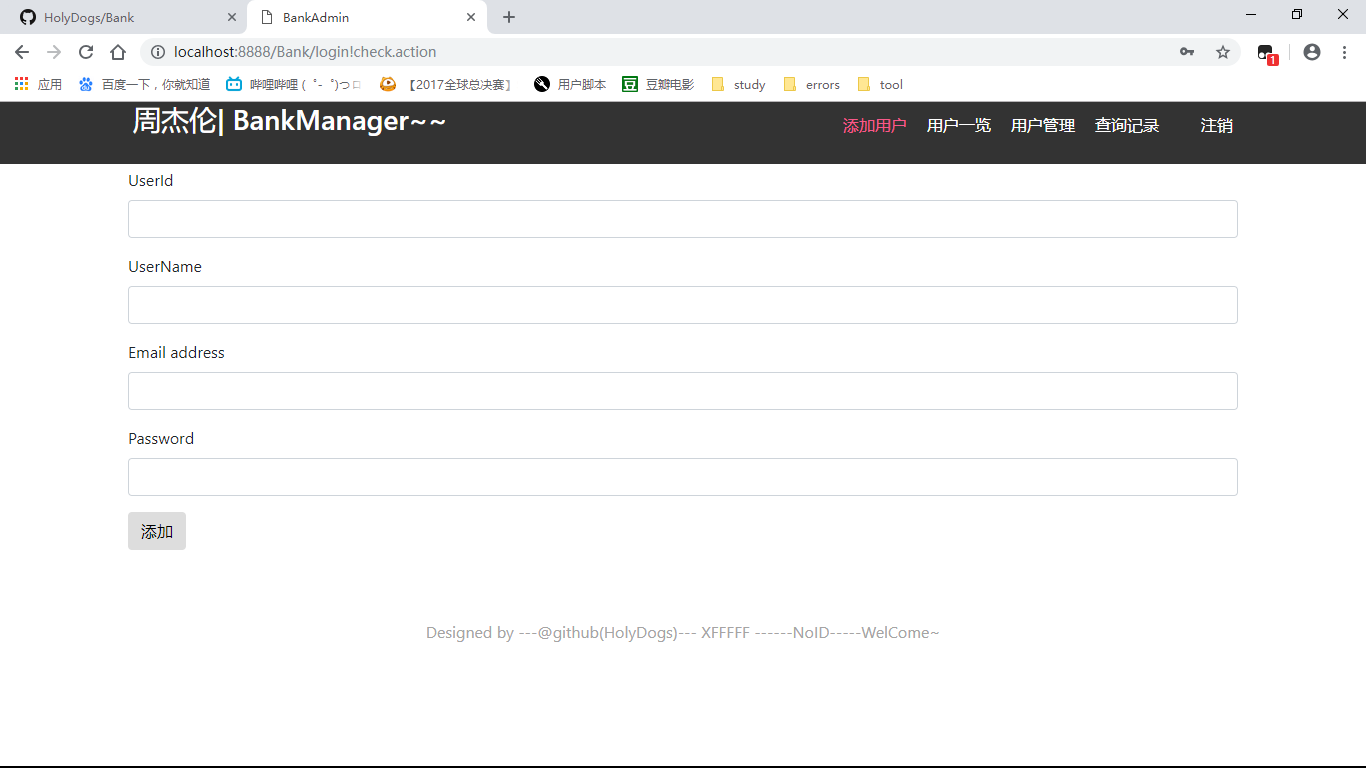 HolyDogs/Bank BankAdmin
localhost:8888/Bank/login!check.action
应用 百度一下，你就知道 哔哩哔哩 ( ゜- ゜)つロ 【2017全球总决赛】 用户脚本 豆瓣电影 study errors tool
1
周杰伦| BankManager~~ 添加用户 用户一览 用户管理 查询记录 注销
UserId
UserName
Email address
Password
添加
Designed by ---@github(HolyDogs)--- XFFFFF ------NoID-----WelCome~